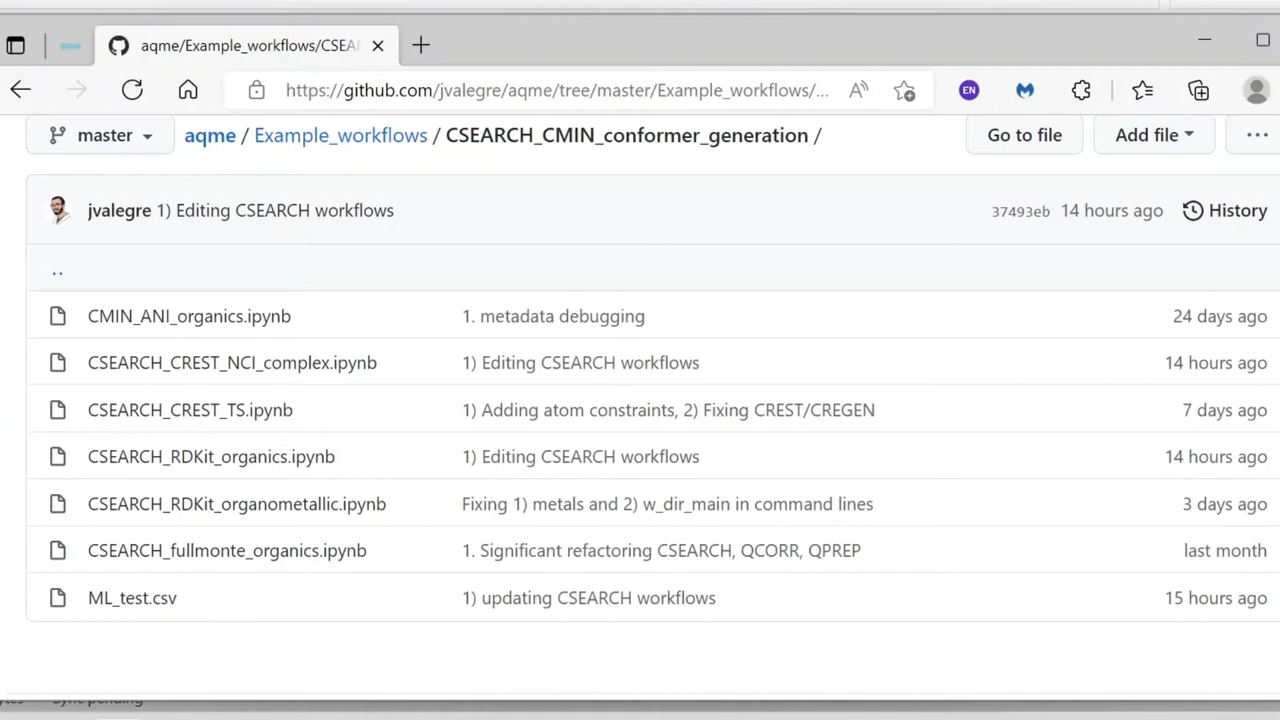 aqme/Example_workflows/CSEA
https://github.com/jvalegre/aqme/tree/master/Example_workflows/...
EN
master
aqme / Example_workflows / CSEARCH_CMIN_conformer_generation /
Go to file
Add file
jvalegre 1) Editing CSEARCH workflows
37493eb 14 hours ago
History
..
CMIN_ANI_organics.ipynb 1. metadata debugging 24 days ago
CSEARCH_CREST_NCI_complex.ipynb 1) Editing CSEARCH workflows 14 hours ago
CSEARCH_CREST_TS.ipynb 1) Adding atom constraints, 2) Fixing CREST/CREGEN 7 days ago
CSEARCH_RDKit_organics.ipynb 1) Editing CSEARCH workflows 14 hours ago
CSEARCH_RDKit_organometallic.ipynb Fixing 1) metals and 2) w_dir_main in command lines 3 days ago
CSEARCH_fullmonte_organics.ipynb 1. Significant refactoring CSEARCH, QCORR, QPREP last month
ML_test.csv 1) updating CSEARCH workflows 15 hours ago
Sync pending